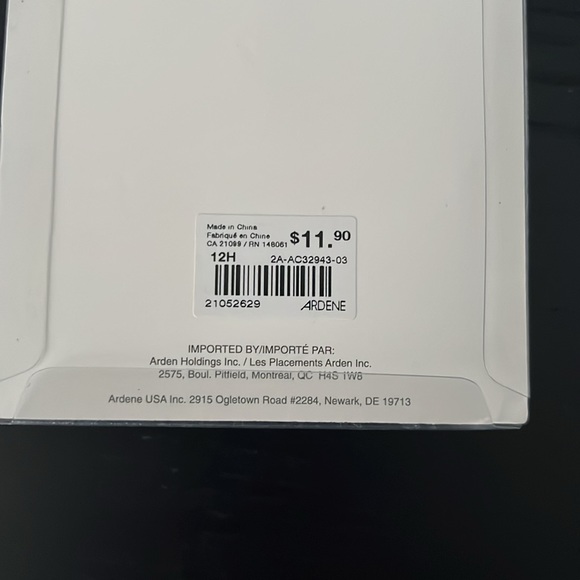 Made in China
Fabriqué en Chine
CA 21099 / RN 148061
$11.90
12H
2A-AC32943-03
21052629
ARDENE
IMPORTED BY/IMPORTÉ PAR:
Arden Holdings Inc. / Les Placements Arden Inc.
2575, Boul. Pitfield, Montreal, QC H4S 1W8
Ardene USA Inc. 2915 Ogletown Road #2284, Newark, DE 19713